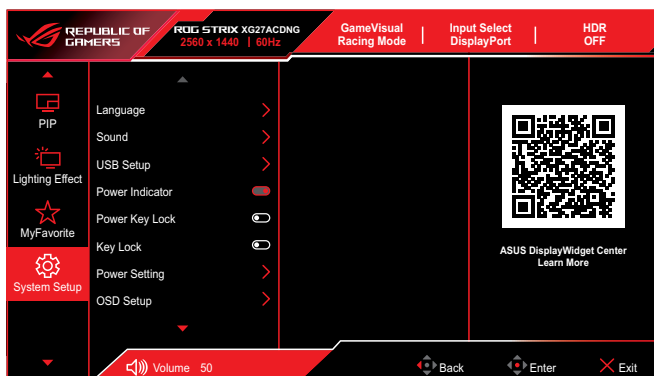 REPUBLIC OF
GAMERS
ROG STRIX XG27ACDNG
2560 x 1440 | 60Hz
GameVisual
Racing Mode
Input Select
DisplayPort
HDR
OFF
PIP
Lighting Effect
MyFavorite
System Setup
Language
Sound
USB Setup
Power Indicator
Power Key Lock
Key Lock
Power Setting
OSD Setup
ASUS DisplayWidget Center
Learn More
Volume 50
Back
Enter
Exit